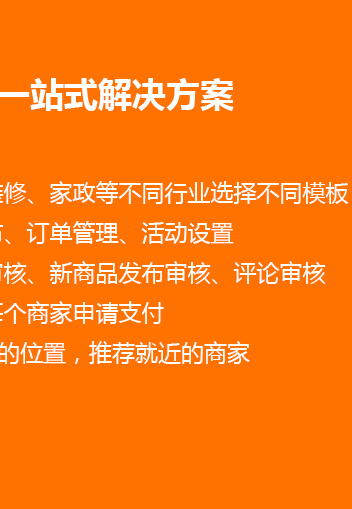 一站式解决方案
修、家政等不同行业选择不同模板
、订单管理、活动设置
核、新商品发布审核、评论审核
个商家申请支付
的位置，推荐就近的商家